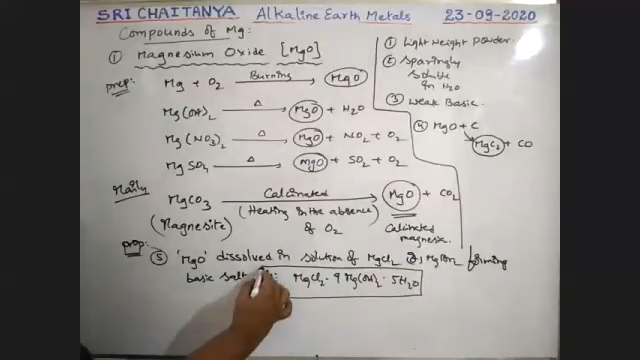 SRI CHAITANYA Alkaline Earth Metals 23-09-2020
Compounds of Mg:
① Magnesium Oxide [MgO]
prep:
Mg + O₂ Burning → MgO
Mg(OH)₂ Δ → MgO + H₂O
Mg(NO₃)₂ Δ → MgO + NO₂ + O₂
MgSO₄ Δ → MgO + SO₂ + O₂
Mainly
MgCO₃ Calcinated → MgO + CO₂
(Magnesite) (Heating in the absence of O₂) Calcinated magnesia.
① Light Weight Powder.
② Sparingly
soluble
in H₂O
③ Weak Basic.
④ MgO + C
→ MgC₂ + CO
prop:
⑤ 'MgO' dissolved in solution of MgCl₂ & MgBr₂ forming
basic salt MgCl₂ · 9 Mg(OH)₂ · 5H₂O